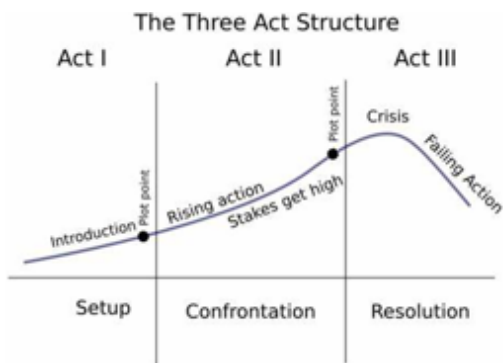 The Three Act Structure
Act I
Act II
Act III
Introduction
Plot point
Rising action
Stakes get high
Plot point
Crisis
Falling Action
Setup
Confrontation
Resolution